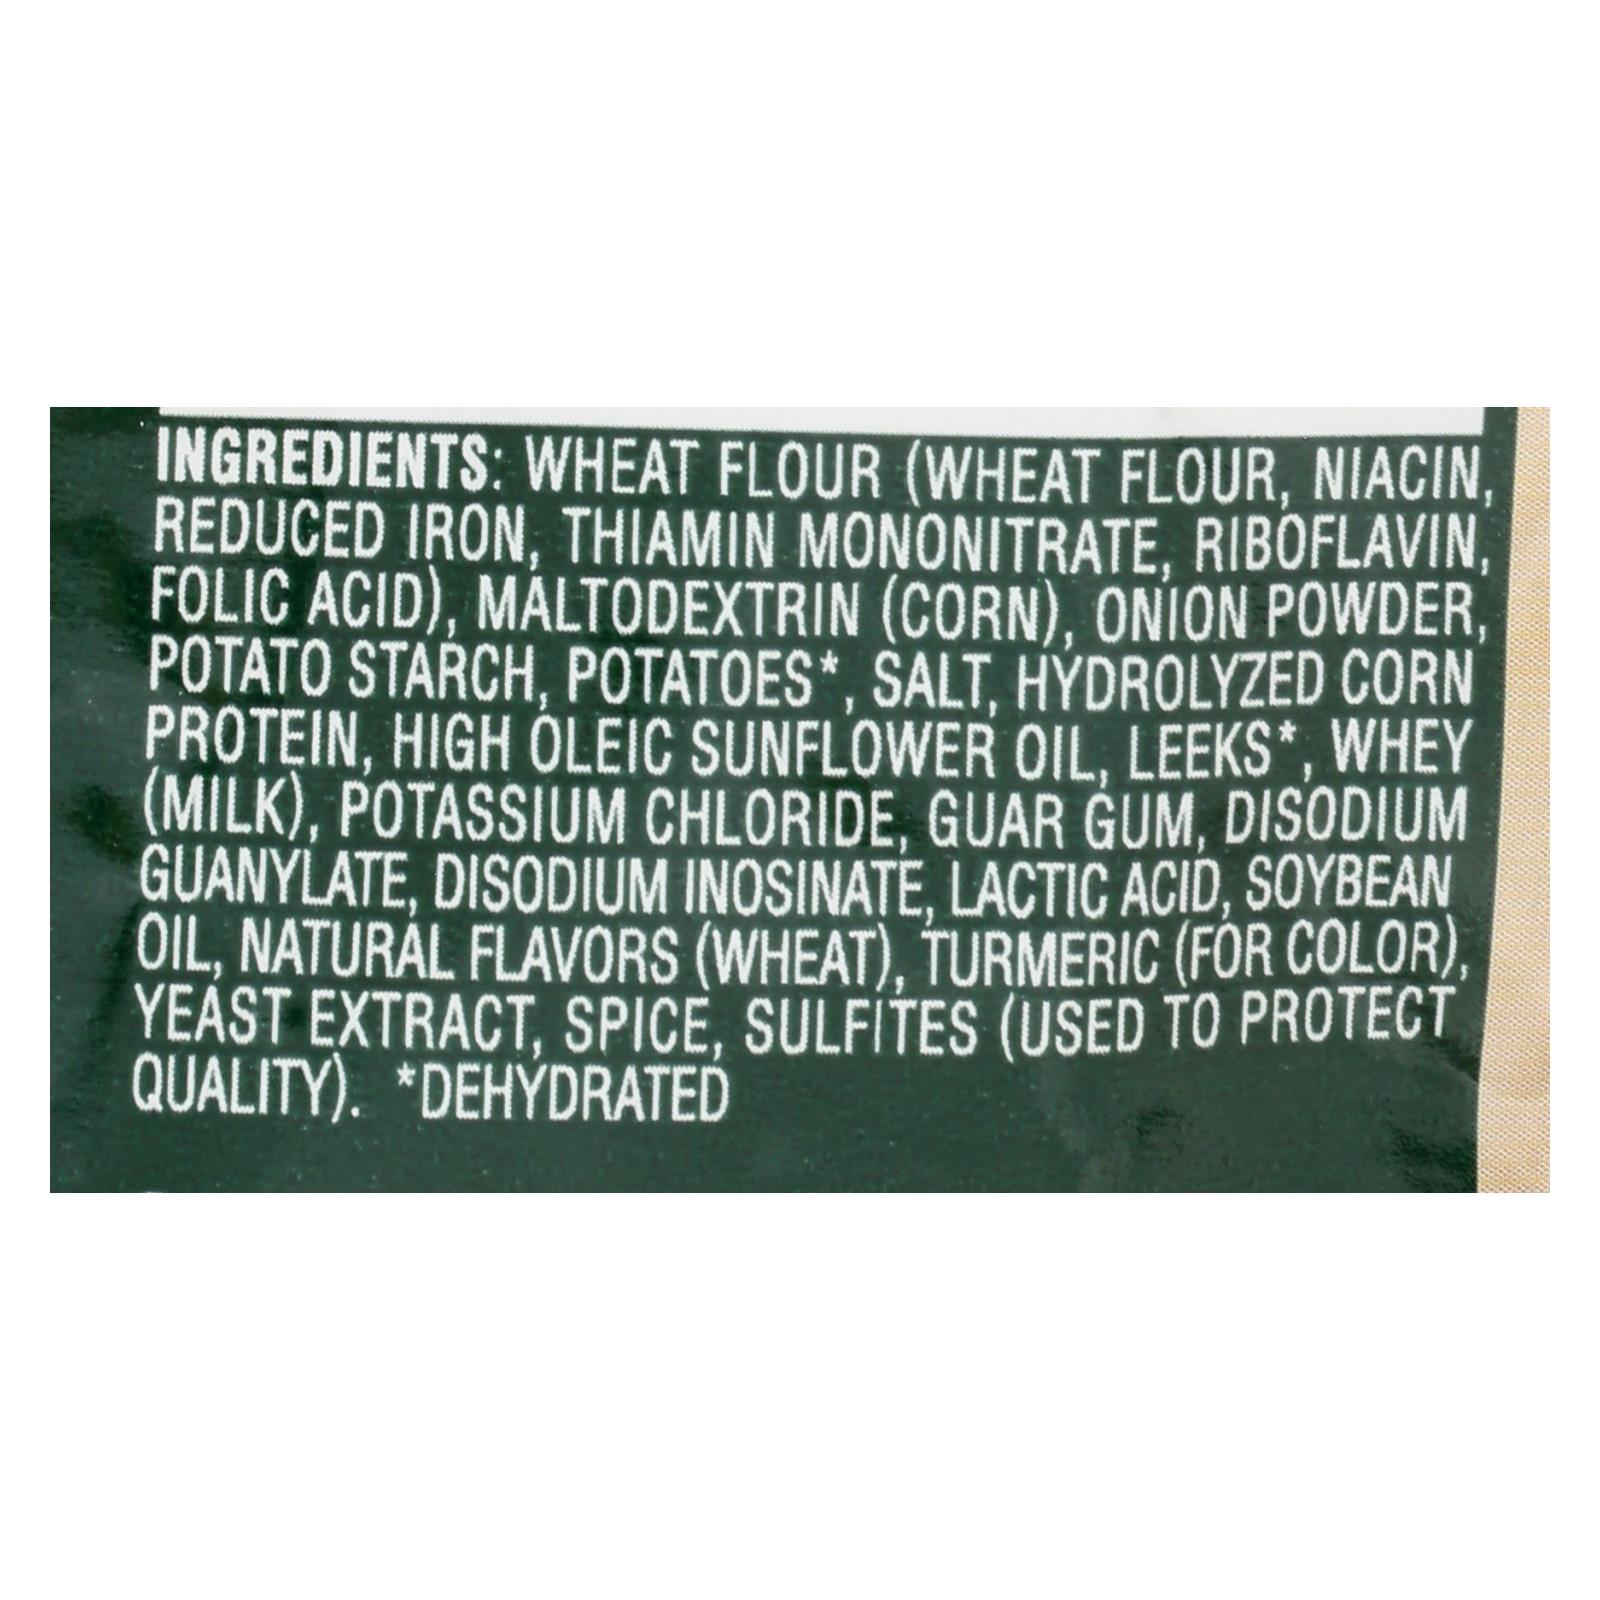 INGREDIENTS: WHEAT FLOUR (WHEAT FLOUR, NIACIN,
REDUCED IRON, THIAMIN MONONITRATE, RIBOFLAVIN,
FOLIC ACID), MALTODEXTRIN (CORN), ONION POWDER,
POTATO STARCH, POTATOES*, SALT, HYDROLYZED CORN
PROTEIN, HIGH OLEIC SUNFLOWER OIL, LEEKS*, WHEY
(MILK), POTASSIUM CHLORIDE, GUAR GUM, DISODIUM
GUANYLATE, DISODIUM INOSINATE, LACTIC ACID, SOYBEAN
OIL, NATURAL FLAVORS (WHEAT), TURMERIC (FOR COLOR),
YEAST EXTRACT, SPICE, SULFITES (USED TO PROTECT
QUALITY). *DEHYDRATED